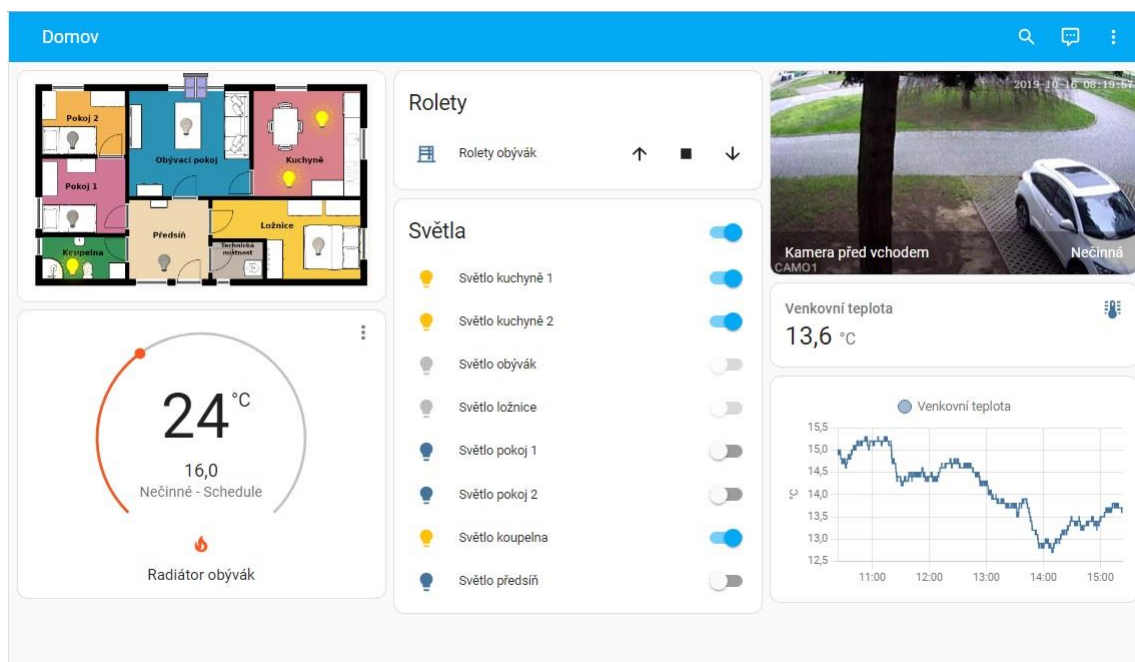 Domov
Pokoj 2
Obývací pokoj
Kuchyně
Pokoj 1
Předsíň
Ložnice
Technická
místnost
Koupelna
24 °C
16,0
Nečinné - Schedule
Radiátor obývák
Rolety
Rolety obývák
Světla
Světlo kuchyně 1
Světlo kuchyně 2
Světlo obývák
Světlo ložnice
Světlo pokoj 1
Světlo pokoj 2
Světlo koupelna
Světlo předsíň
2019-10-16 08:19:57
Kamera před vchodem
Nečinná
CAM01
Venkovní teplota
13,6 °C
Venkovní teplota
°C
15,5
15,0
14,5
14,0
13,5
13,0
12,5
11:00 12:00 13:00 14:00 15:00